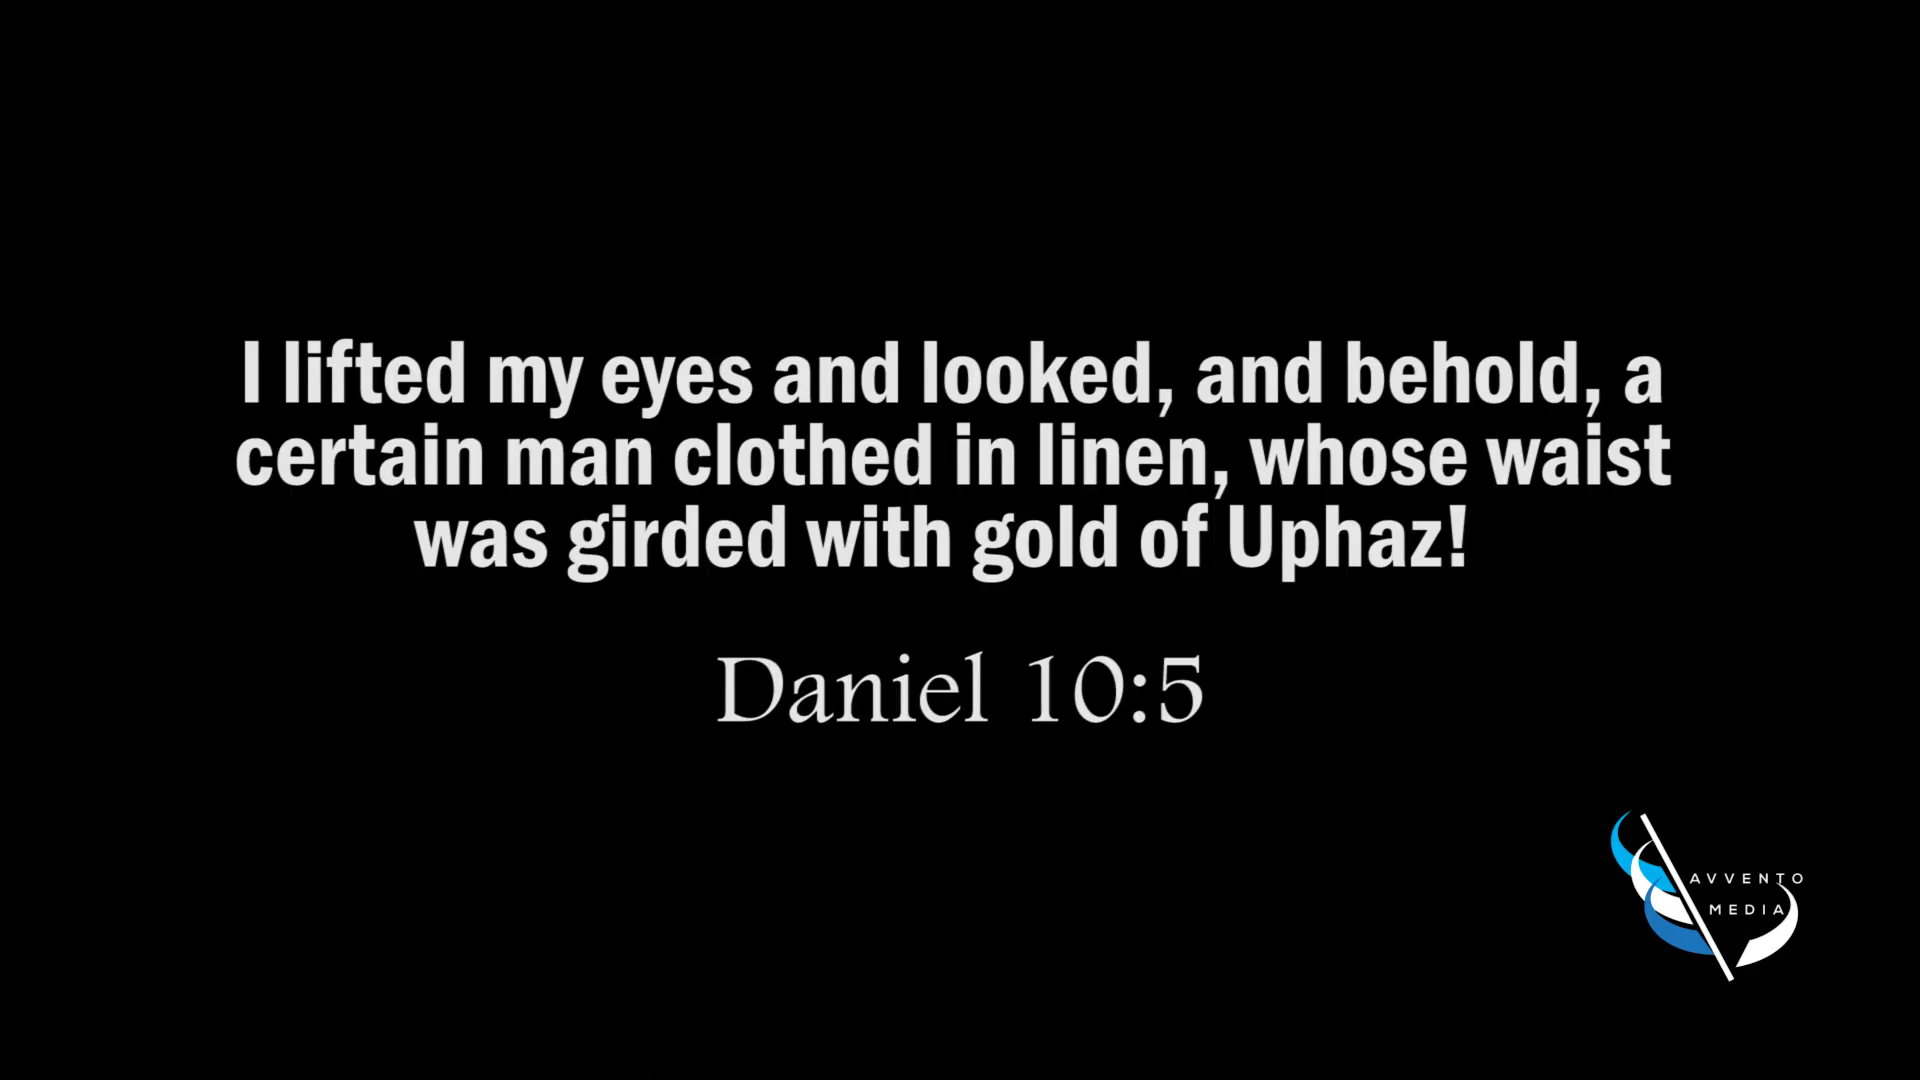 I lifted my eyes and looked, and behold, a
certain man clothed in linen, whose waist
was girded with gold of Uphaz!
Daniel 10:5
AVVENTO
MEDIA